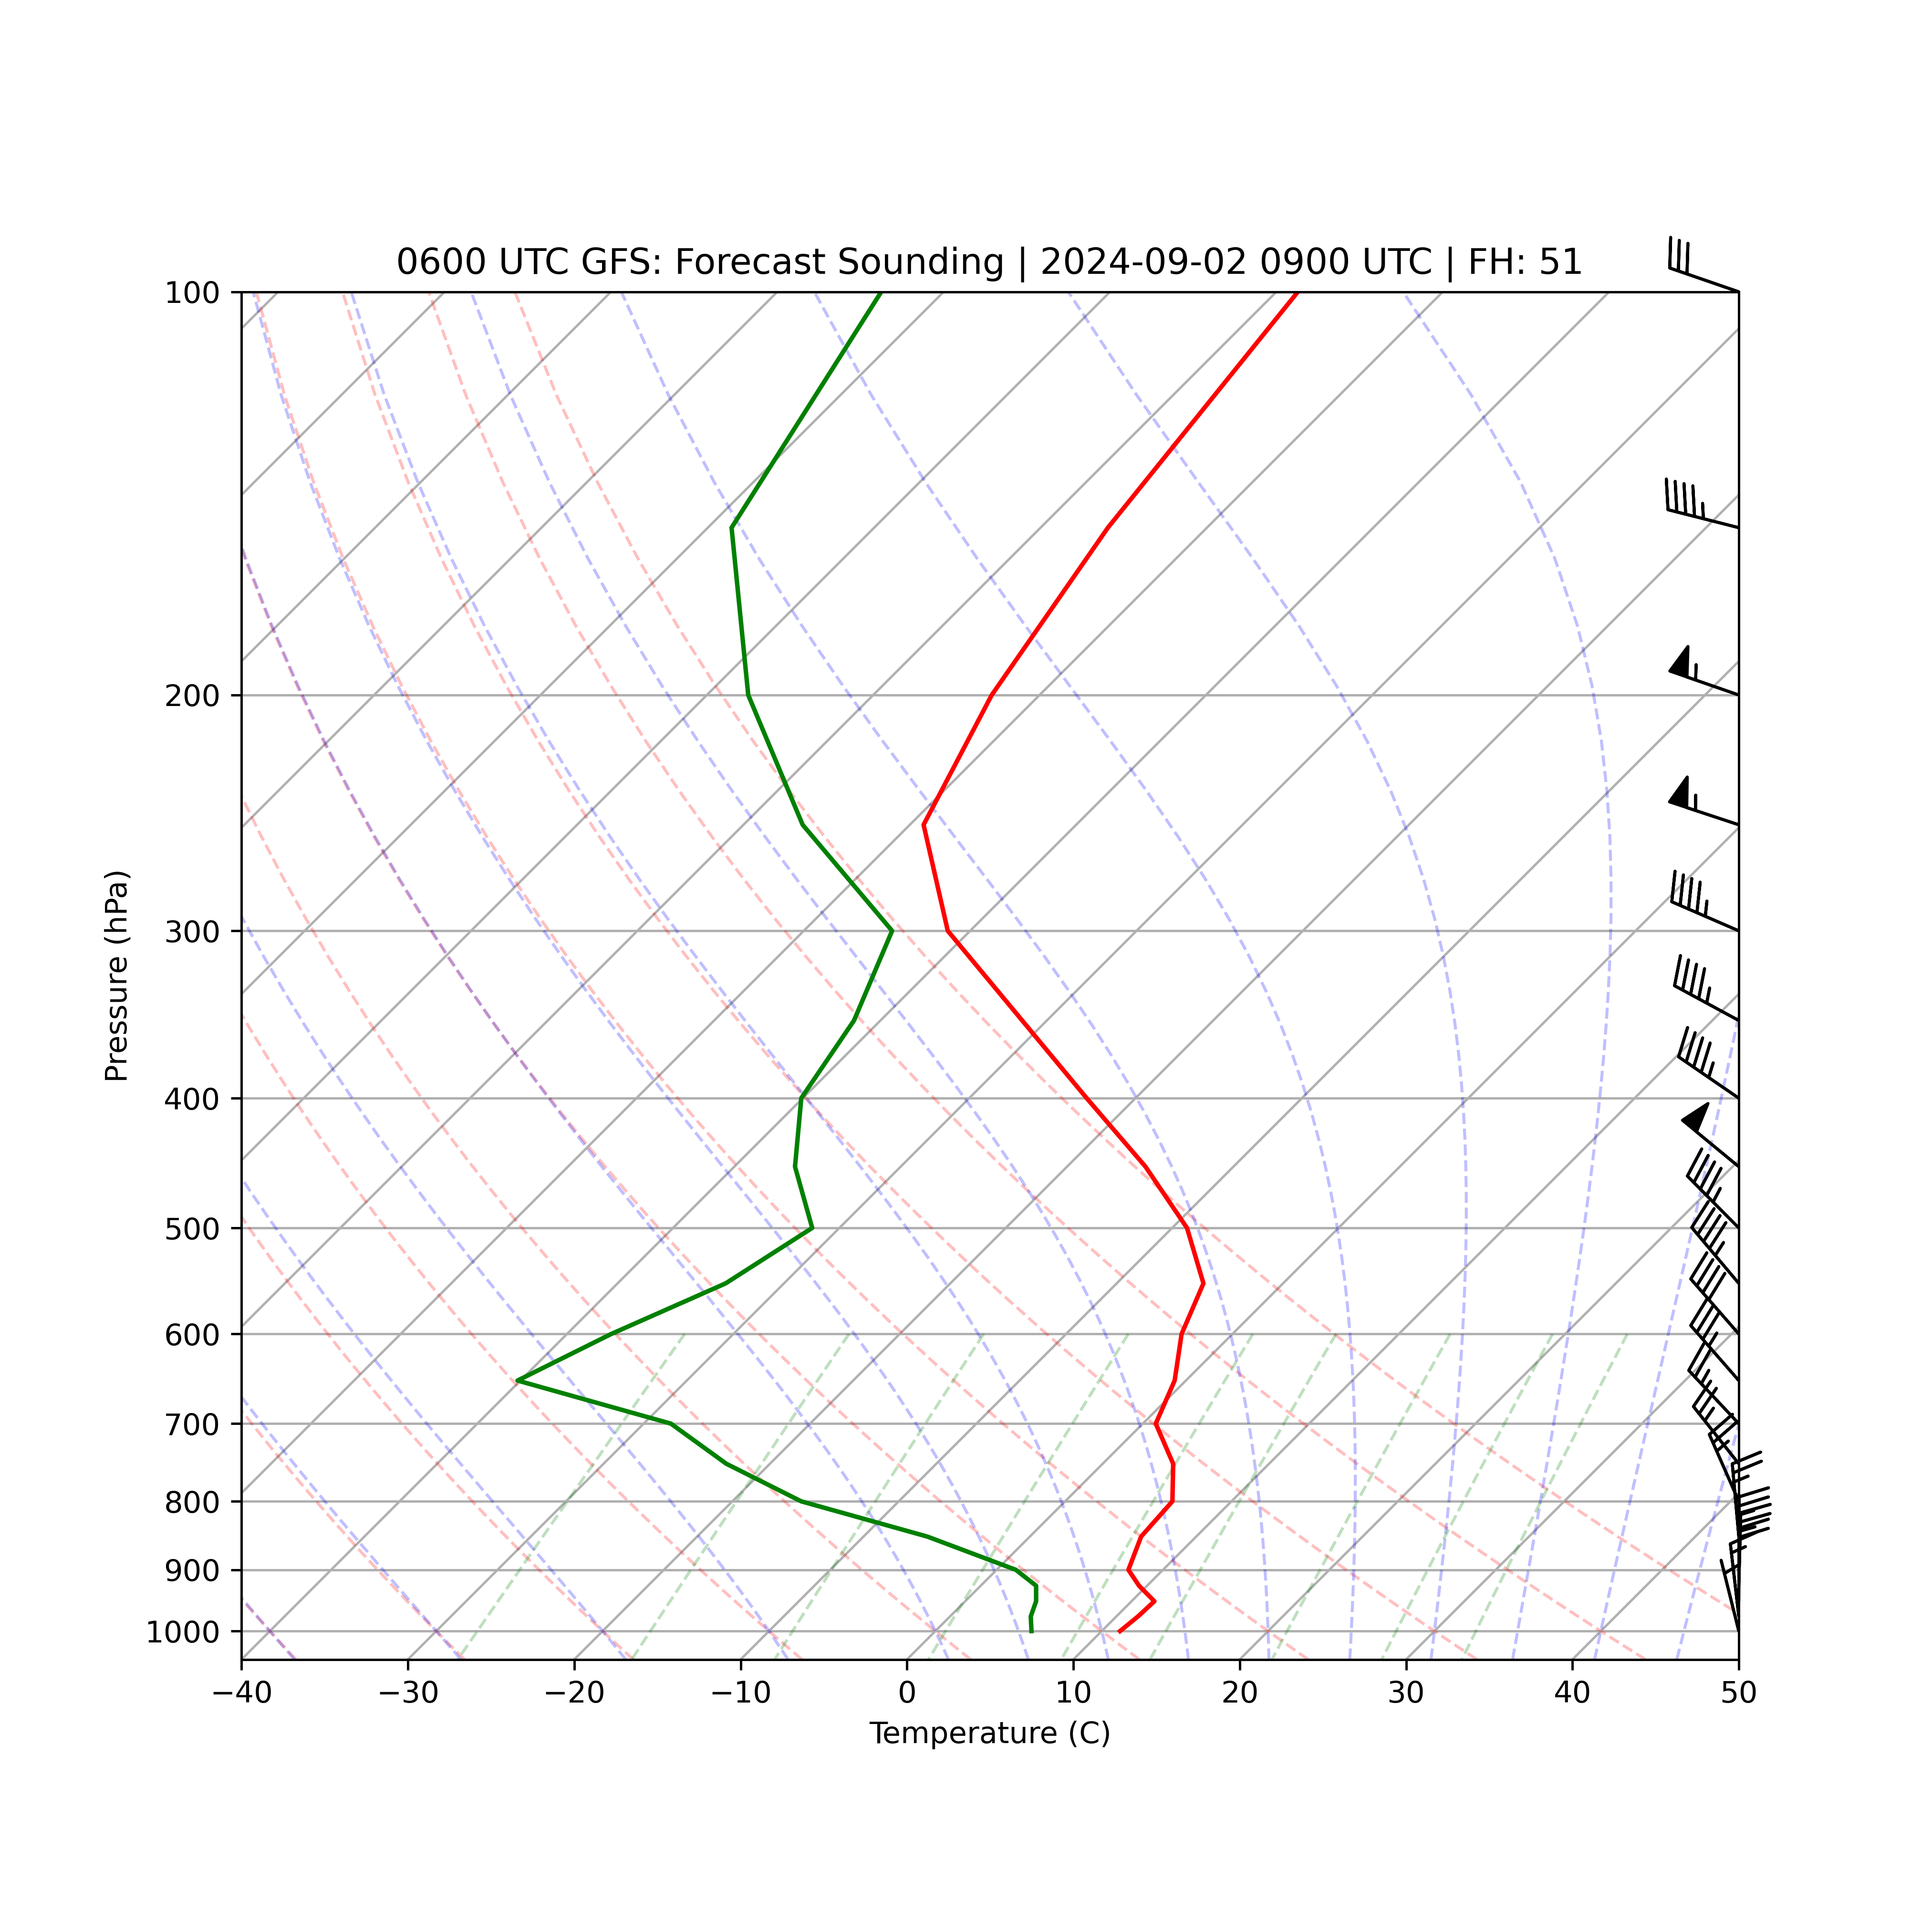 0600 UTC GFS: Forecast Sounding | 2024-09-02 0900 UTC | FH: 51
100
200
300
400
500
600
700
800
900
1000
Pressure (hPa)
−40 −30 −20 −10 0 10 20 30 40 50
Temperature (C)